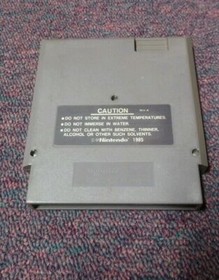 CAUTION
●DO NOT STORE IN EXTREME TEMPERATURES.
●DO NOT IMMERSE IN WATER.
●DO NOT CLEAN WITH BENZENE, THINNER,
ALCOHOL OR OTHER SUCH SOLVENTS.
Nintendo 1985